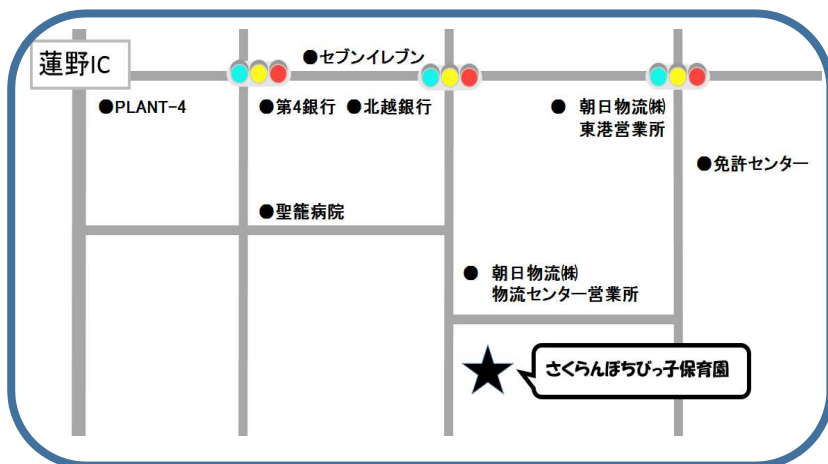 蓮野IC
●セブンイレブン
●PLANT-4
●第4銀行 ●北越銀行
● 朝日物流㈱
東港営業所
●免許センター
●聖籠病院
● 朝日物流㈱
物流センター営業所
さくらんぼちびっ子保育園